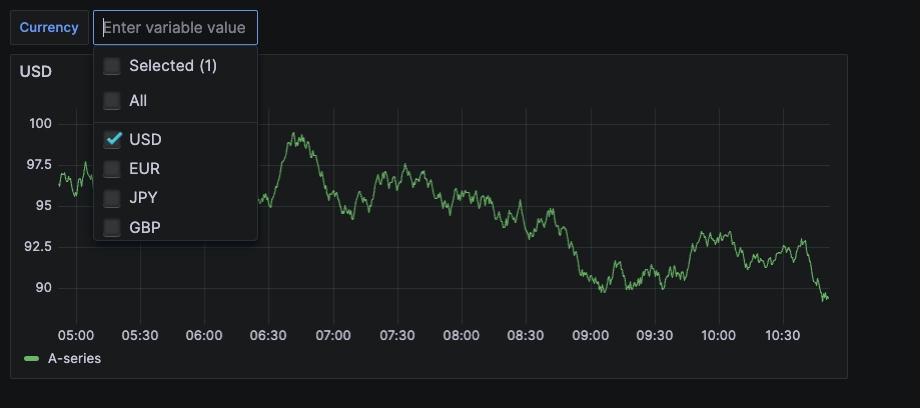 Currency
Enter variable value
Selected (1)
All
USD
EUR
JPY
GBP
USD
100
97.5
95
92.5
90
05:00 05:30 06:00 06:30 07:00 07:30 08:00 08:30 09:00 09:30 10:00 10:30
A-series